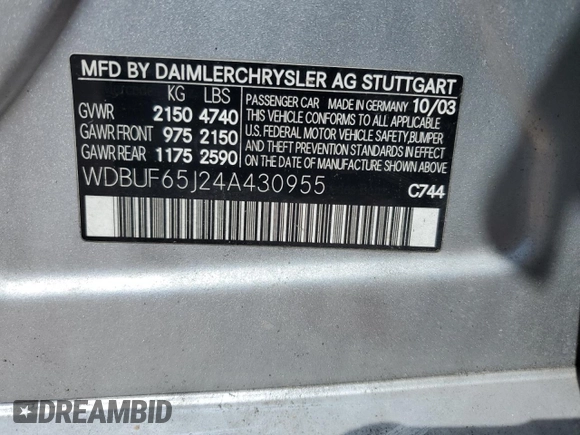 MFD BY DAIMLERCHRYSLER AG STUTTGART
KG LBS
GVWR 2150 4740
GAWR FRONT 975 2150
GAWR REAR 1175 2590
PASSENGER CAR MADE IN GERMANY 10/03
THIS VEHICLE CONFORMS TO ALL APPLICABLE
U.S. FEDERAL MOTOR VEHICLE SAFETY, BUMPER
AND THEFT PREVENTION STANDARDS IN EFFECT
ON THE DATE OF MANUFACTURE SHOWN ABOVE.
WDBUF65J24A430955
C744
DREAMBID